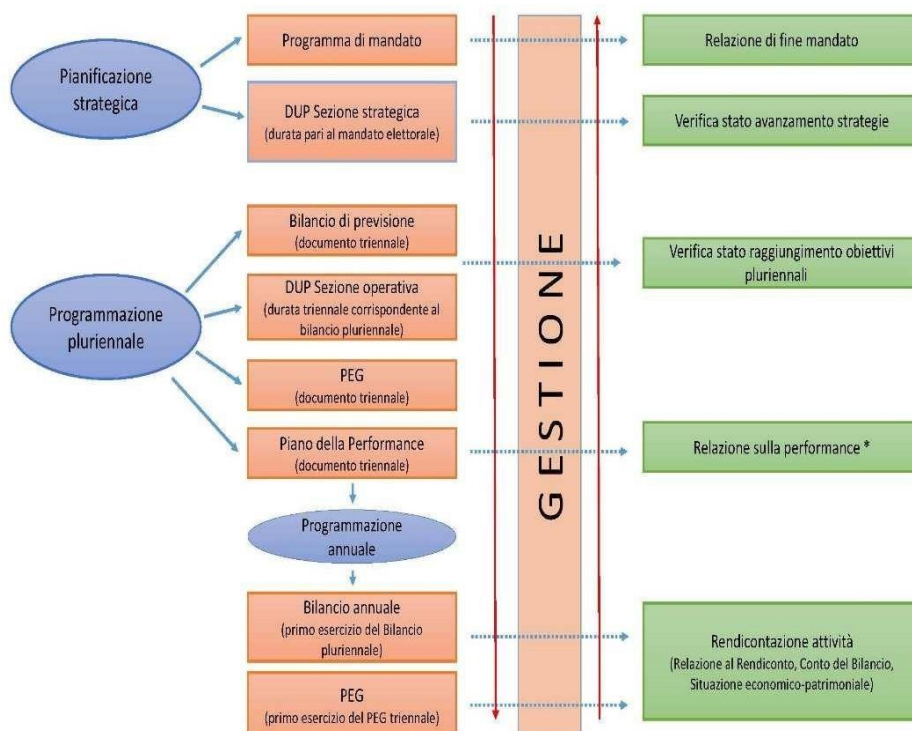 Pianificazione
strategica
Programma di mandato
Relazione di fine mandato
DUP Sezione strategica
(durata pari al mandato elettorale)
Verifica stato avanzamento strategie
Programmazione
pluriennale
Bilancio di previsione
(documento triennale)
DUP Sezione operativa
(durata triennale corrispondente al
bilancio pluriennale)
Verifica stato raggiungimento obiettivi
pluriennali
PEG
(documento triennale)
Piano della Performance
(documento triennale)
Relazione sulla performance *
GESTIONE
Programmazione
annuale
Bilancio annuale
(primo esercizio del Bilancio
pluriennale)
PEG
(primo esercizio del PEG triennale)
Rendicontazione attività
(Relazione al Rendiconto, Conto del Bilancio,
Situazione economico-patrimoniale)